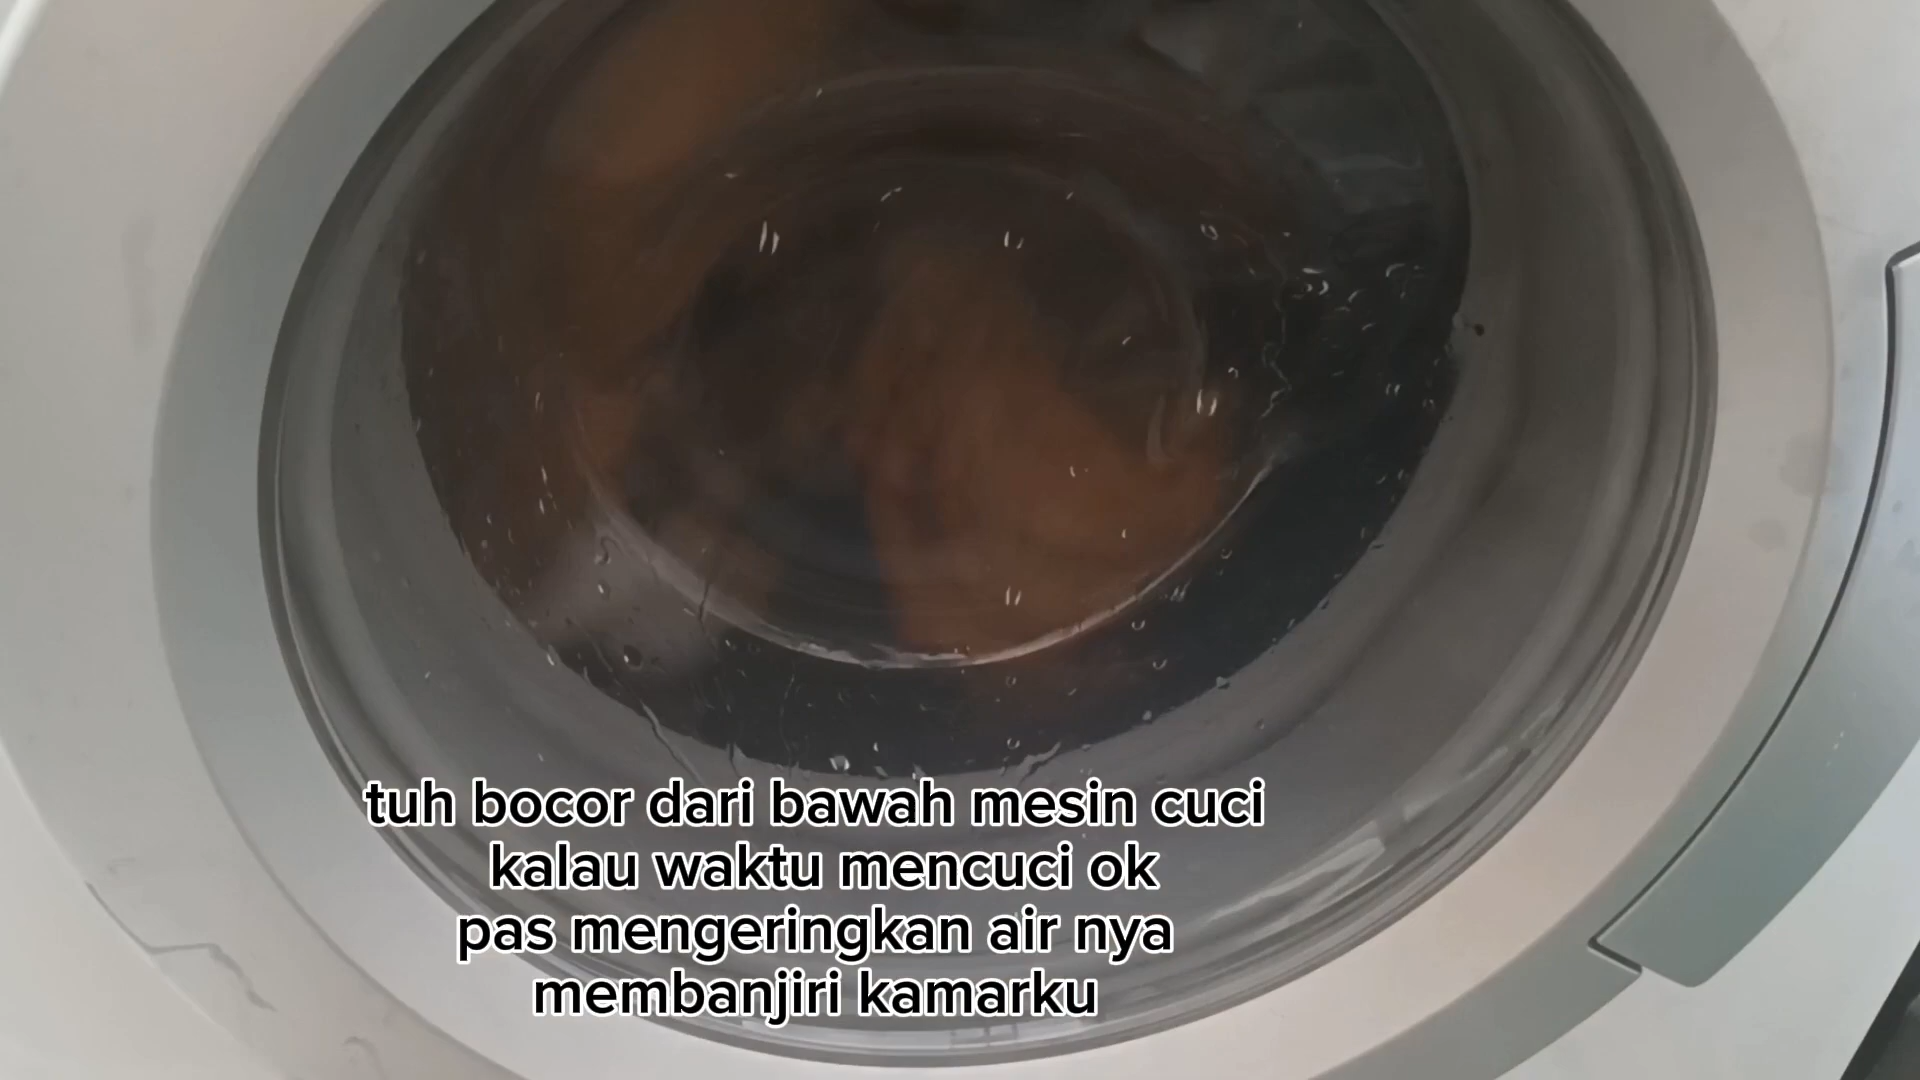 tuh bocor dari bawah mesin cuci
kalau waktu mencuci ok
pas mengeringkan air nya
membanjiri kamarku